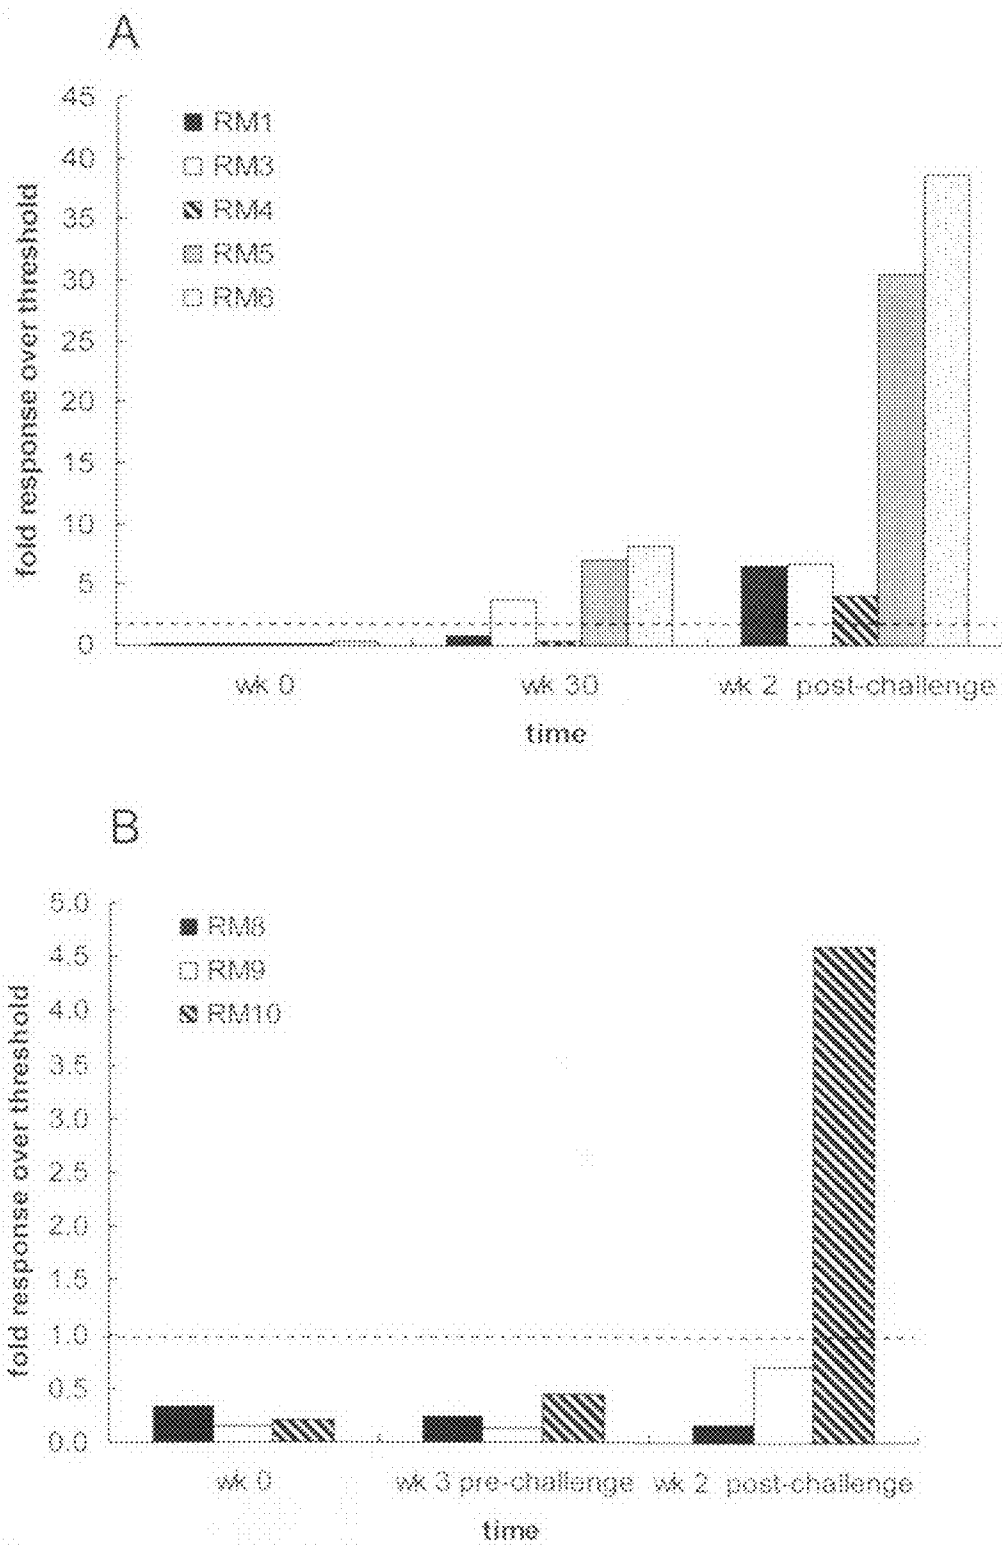 A
45
40
35
30
25
20
15
10
5
0
fold response over threshold
RM1
RM3
RM4
RM5
RM6
wk 0
wk 30
wk 2 post-challenge
time
B
5.0
4.5
4.0
3.5
3.0
2.5
2.0
1.5
1.0
0.5
0.0
fold response over threshold
RM8
RM9
RM10
wk 0
wk 3 pre-challenge
wk 2 post-challenge
time